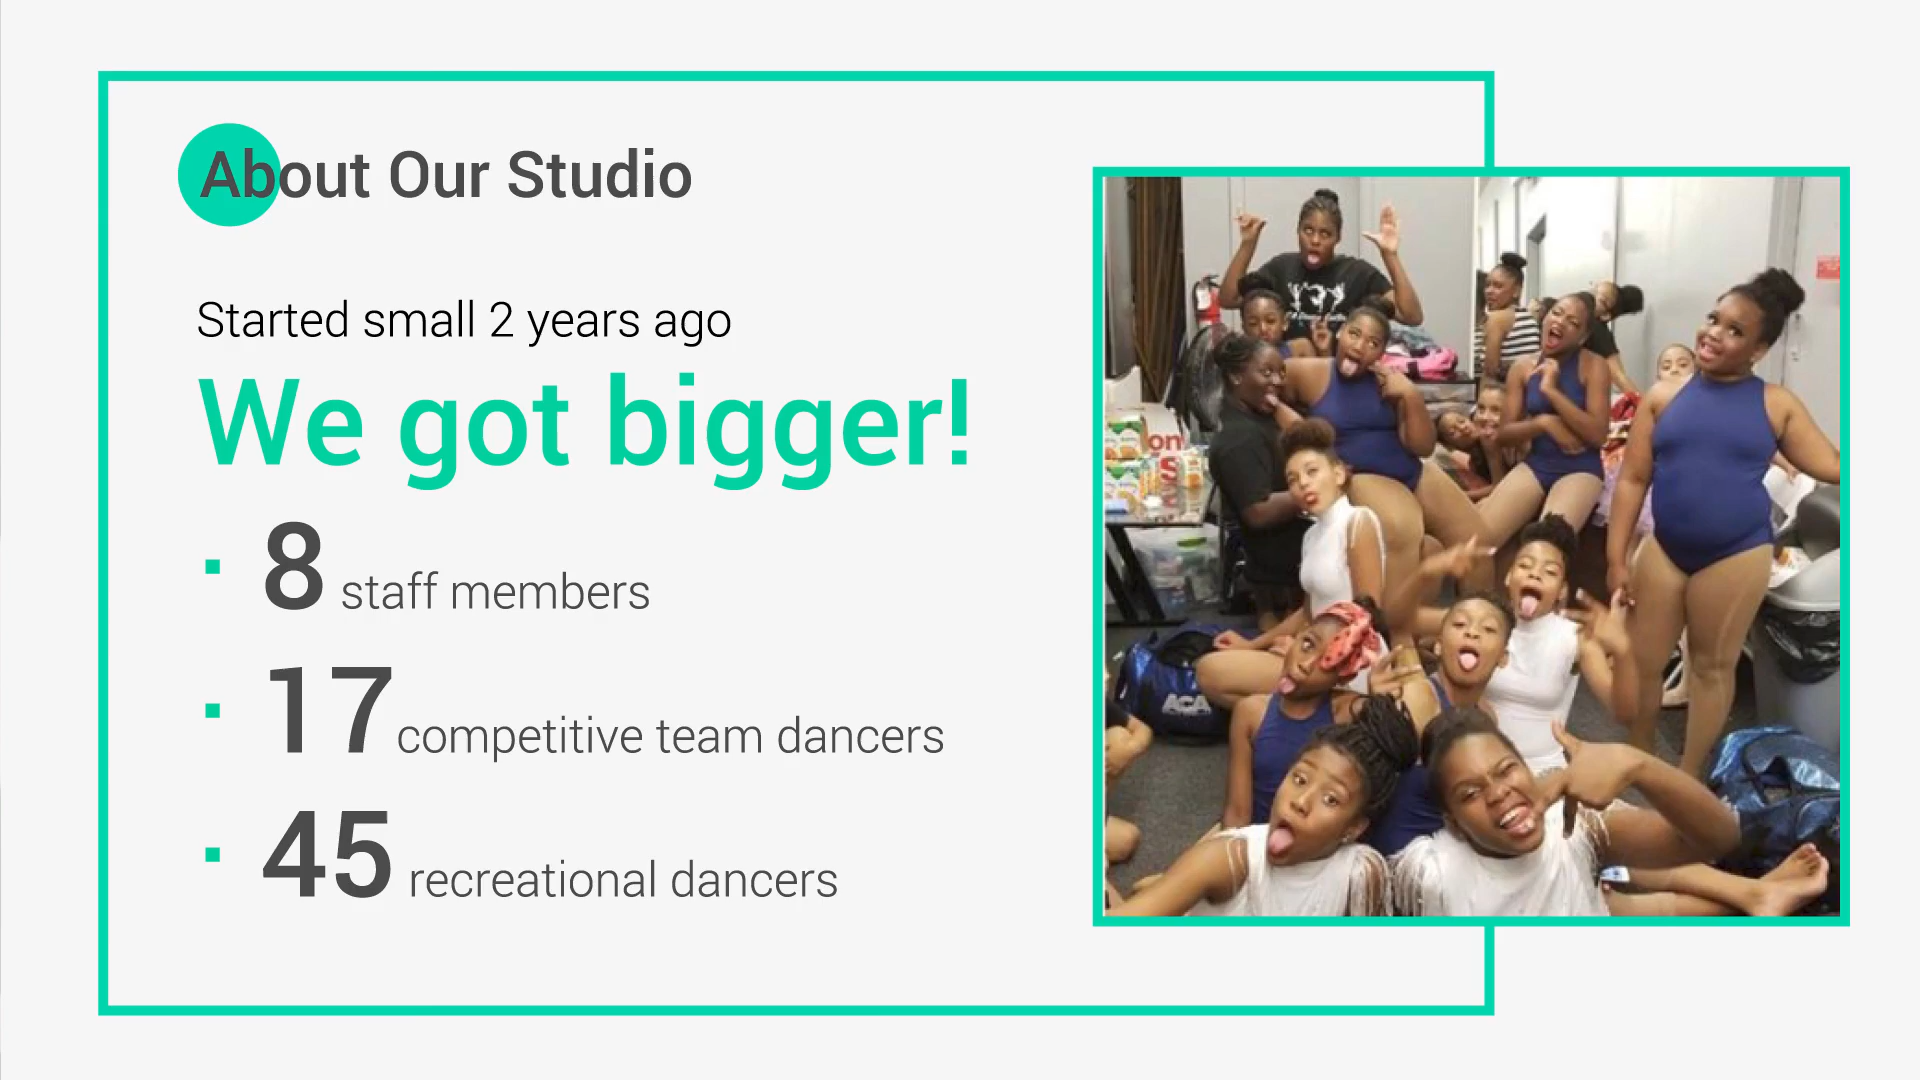 About Our Studio
Started small 2 years ago
We got bigger!
8 staff members
17 competitive team dancers
45 recreational dancers
ACA